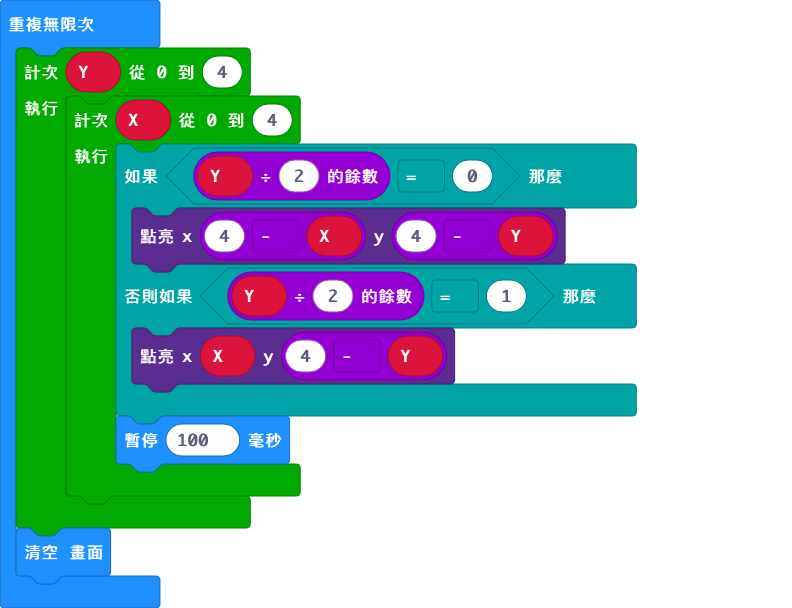 重複無限次
計次 Y 從 0 到 4
執行
計次 X 從 0 到 4
執行
如果 Y ÷ 2 的餘數 = 0 那麼
點亮 x 4 - X y 4 - Y
否則如果 Y ÷ 2 的餘數 = 1 那麼
點亮 x X y 4 - Y
暫停 100 毫秒
清空 畫面